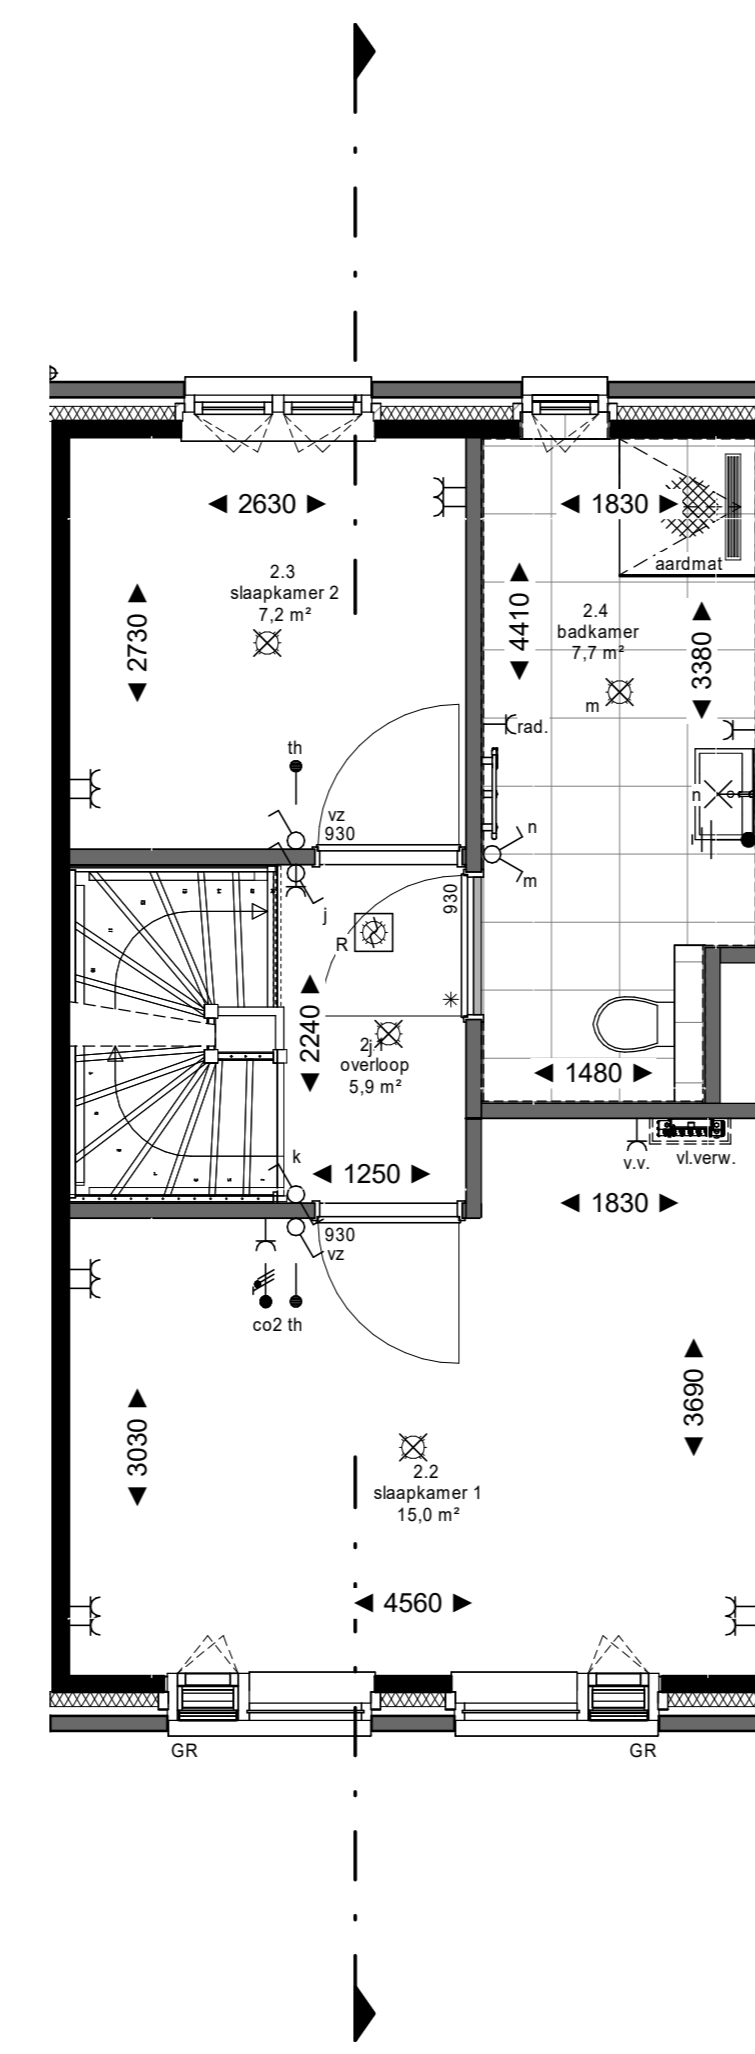 2630
1830
aardmat
2.3
slaapkamer 2
7,2 m²
2730
4410
2.4
badkamer
7,7 m²
3380
m
rad.
th
n
vz
930
n
m
j
930
R
2240
2j1
overloop
5,9 m²
1480
k
1250
v.v.
vl.verw.
1830
930
vz
co2 th
3690
3030
2.2
slaapkamer 1
15,0 m²
4560
GR
GR